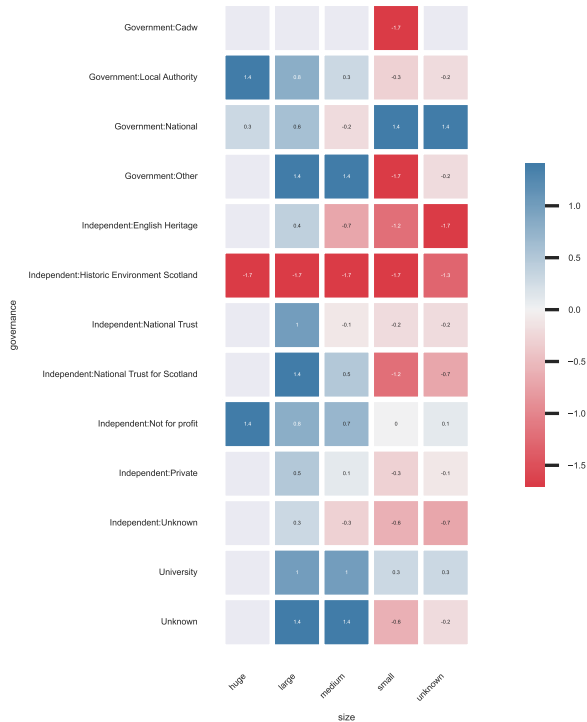 Government:Cadw -1.7
Government:Local Authority 1.4 0.8 0.3 -0.3 -0.2
Government:National 0.3 0.6 -0.2 1.4 1.4
Government:Other 1.4 1.4 -1.7 -0.2
Independent:English Heritage 0.4 -0.7 -1.2 -1.7
Independent:Historic Environment Scotland -1.7 -1.7 -1.7 -1.7 -1.3
Independent:National Trust 1 -0.1 -0.2 -0.2
Independent:National Trust for Scotland 1.4 0.5 -1.2 -0.7
Independent:Not for profit 1.4 0.8 0.7 0 0.1
Independent:Private 0.5 0.1 -0.3 -0.1
Independent:Unknown 0.3 -0.3 -0.6 -0.7
University 1 1 0.3 0.3
Unknown 1.4 1.4 -0.6 -0.2
huge large medium small unknown
size
governance
1.0
0.5
0.0
−0.5
−1.0
−1.5